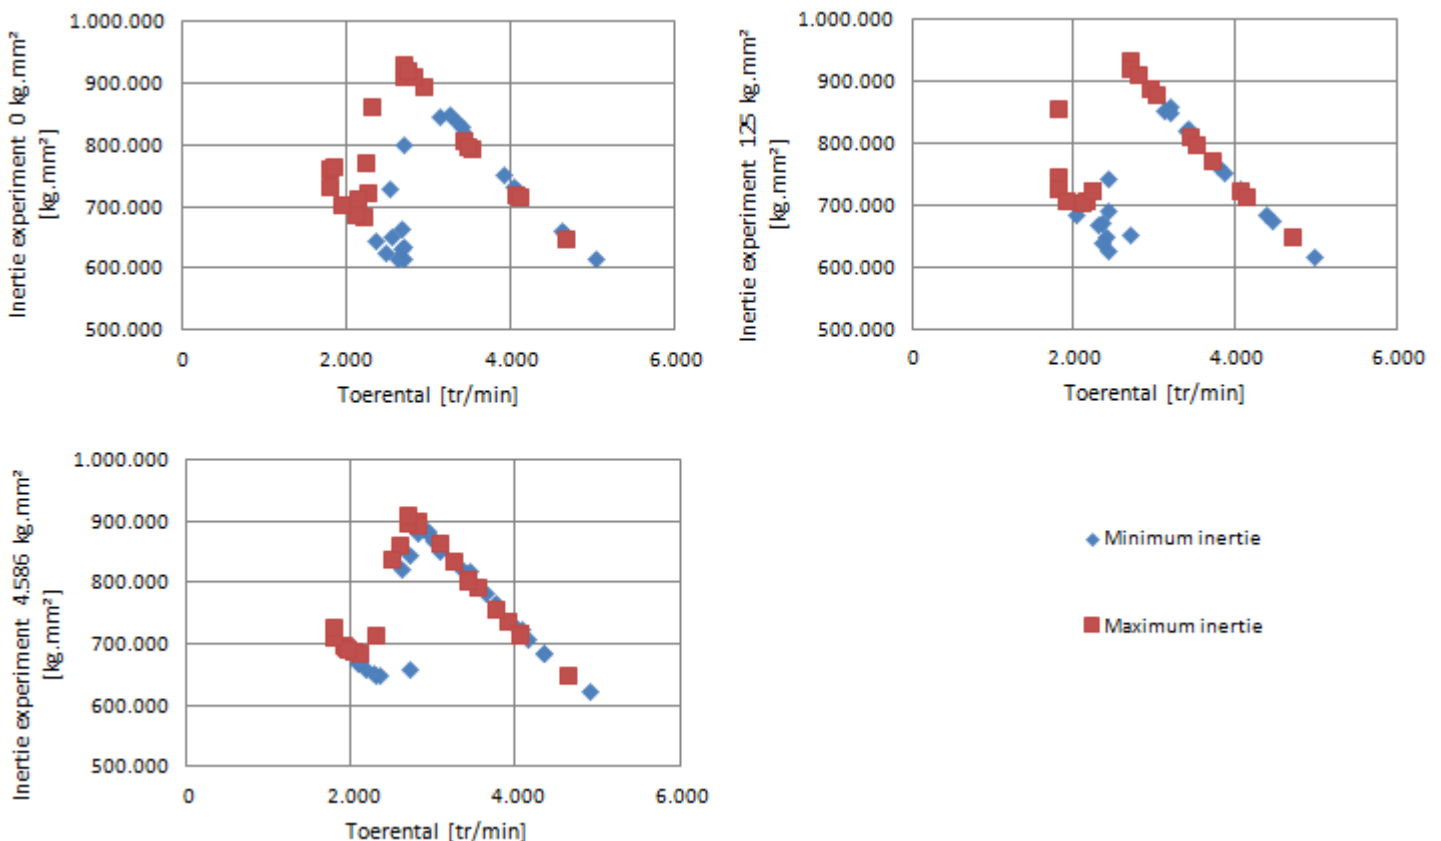 Inertie experiment 0 kg.mm²
[kg.mm²]
1.000.000
900.000
800.000
700.000
600.000
500.000
0
2.000
4.000
6.000
Toerental [tr/min]
Inertie experiment 125 kg.mm²
[kg.mm²]
1.000.000
900.000
800.000
700.000
600.000
500.000
0
2.000
4.000
6.000
Toerental [tr/min]
Inertie experiment 4.586 kg.mm²
[kg.mm²]
1.000.000
900.000
800.000
700.000
600.000
500.000
0
2.000
4.000
6.000
Toerental [tr/min]
Minimum inertie
Maximum inertie